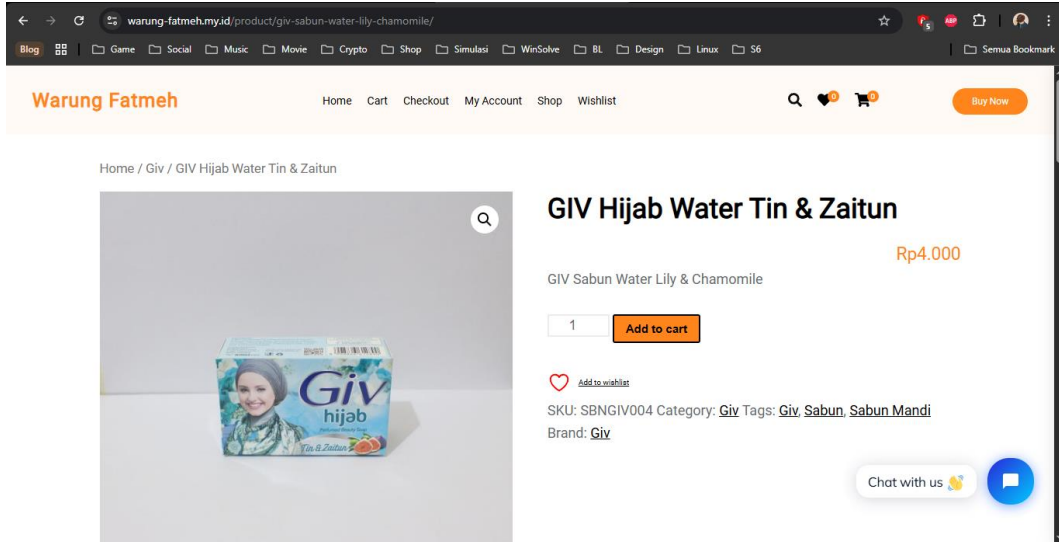 warung-fatmeh.my.id/product/giv-sabun-water-lily-chamomile/
Blog Game Social Music Movie Crypto Shop Simulasi WinSolve BL Design Linux S6 Semua Bookmark
Warung Fatmeh
Home Cart Checkout My Account Shop Wishlist
0 0
Buy Now
Home / Giv / GIV Hijab Water Tin & Zaitun
GIV Hijab Water Tin & Zaitun
Rp4.000
GIV Sabun Water Lily & Chamomile
1 Add to cart
Add to wishlist
SKU: SBNGIV004 Category: Giv Tags: Giv, Sabun, Sabun Mandi
Brand: Giv
Chat with us 👋
Giv
hijab
Perfumed Beauty Soap
Tin & Zaitun